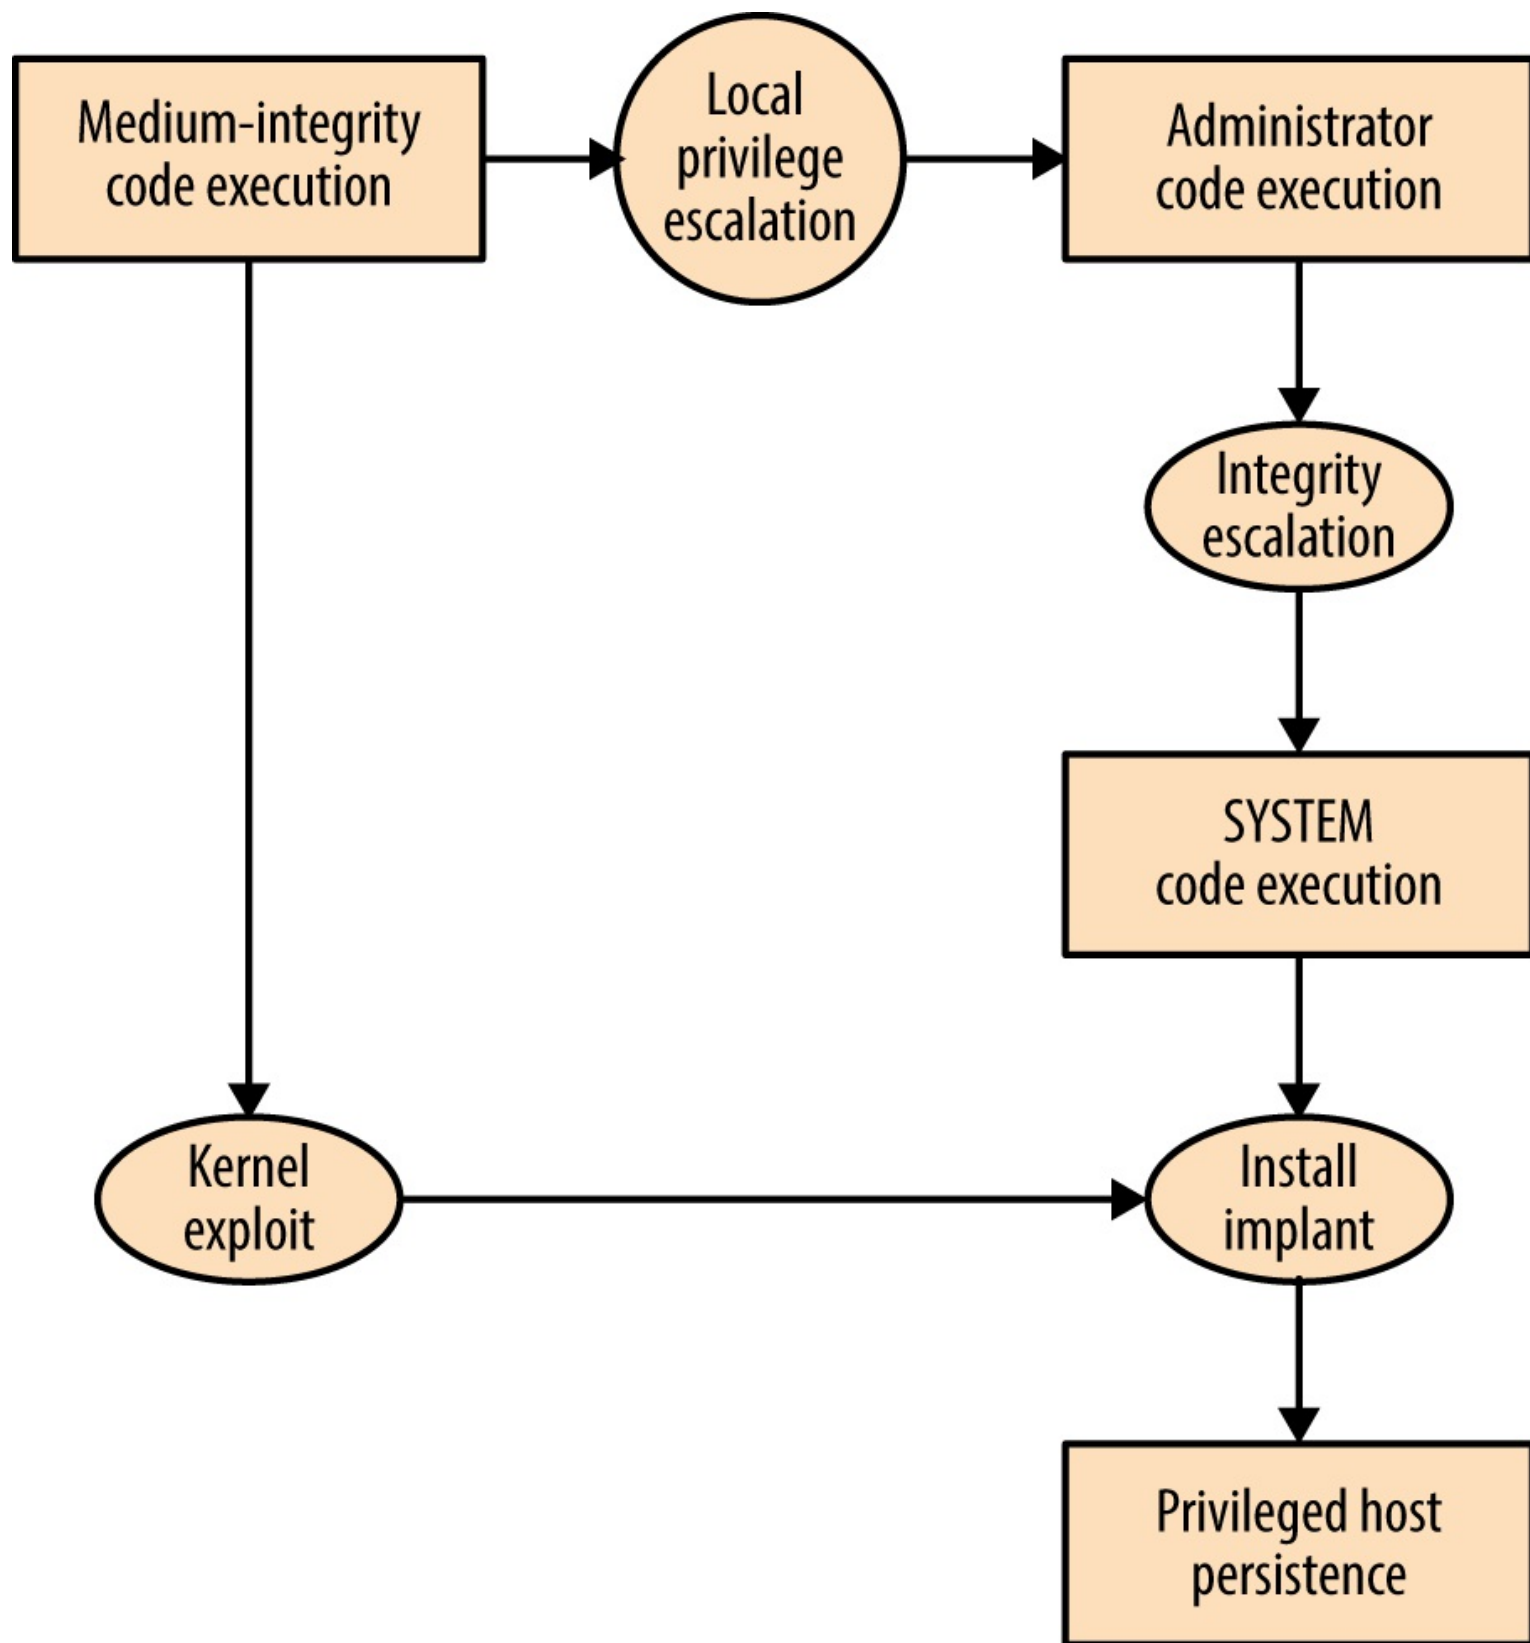 Medium-integrity
code execution
Local
privilege
escalation
Administrator
code execution
Integrity
escalation
SYSTEM
code execution
Kernel
exploit
Install
implant
Privileged host
persistence